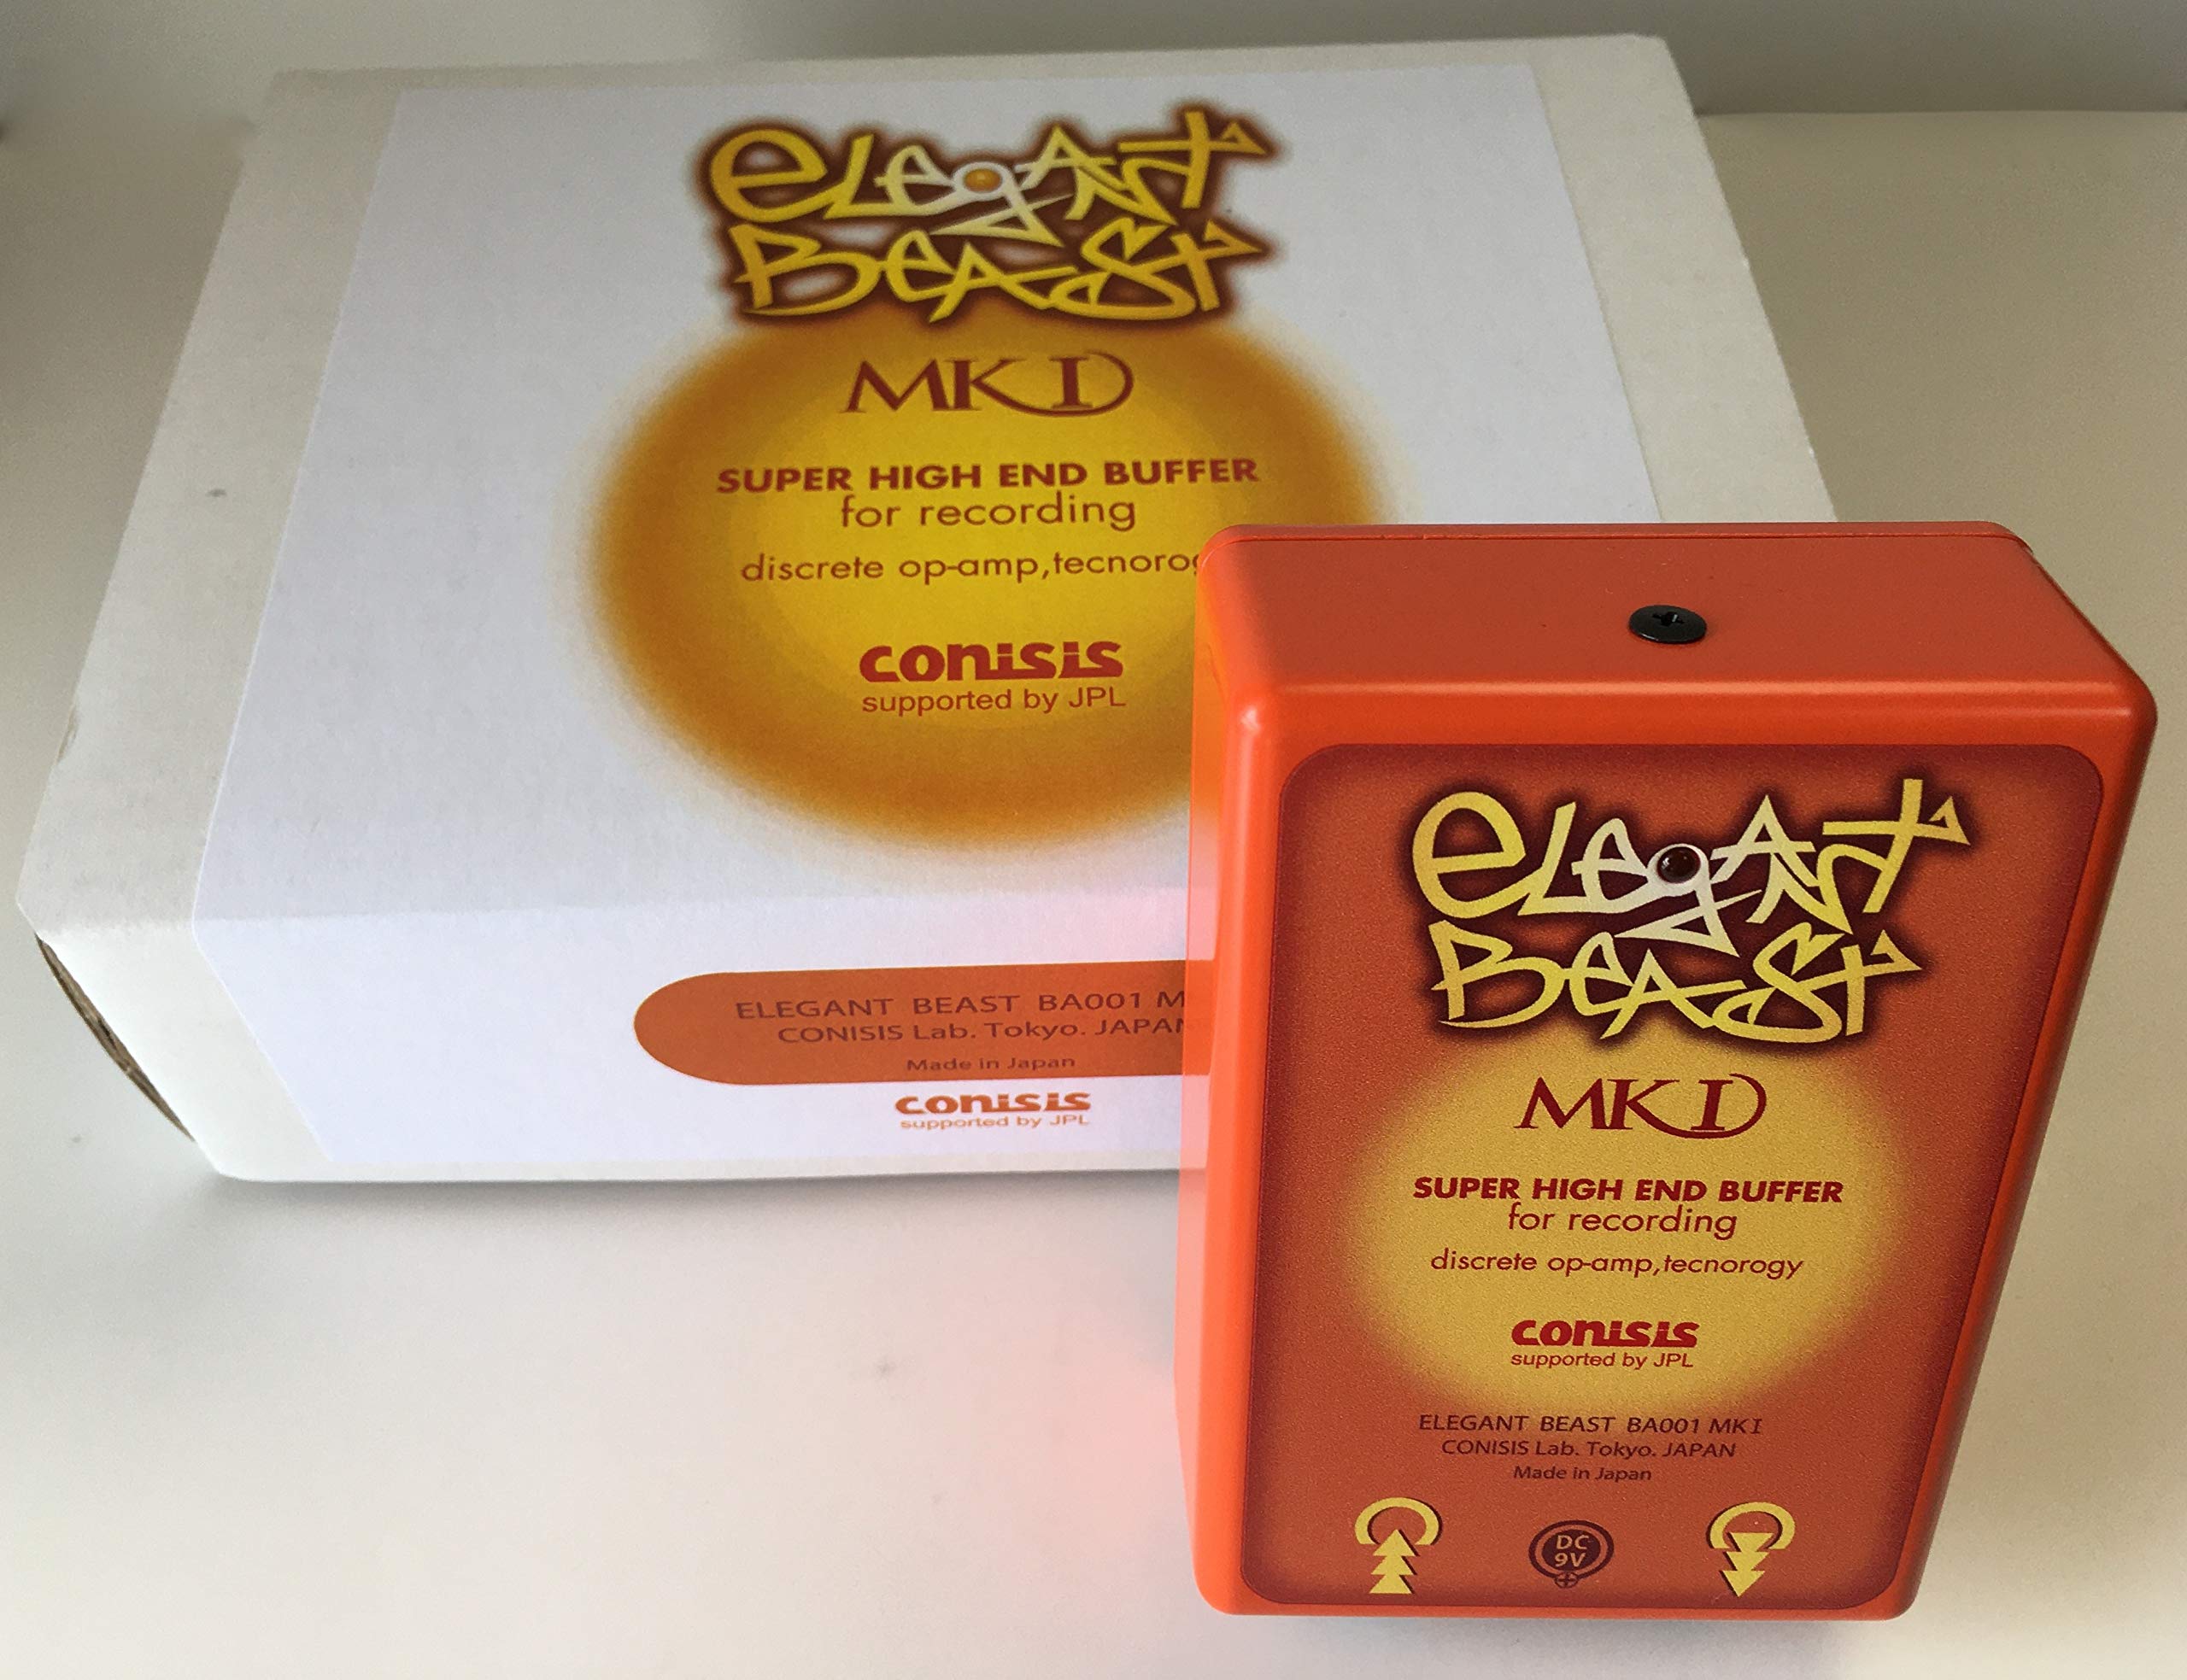 eLegAnt
BeASt
MK I
SUPER HIGH END BUFFER
for recording
discrete op-amp,tecnorog
conisis
supported by JPL
ELEGANT BEAST BA001 M
CONISIS Lab. Tokyo. JAPAN
Made in Japan
conisis
supported by JPL
eLegAnt
BeASt
MK I
SUPER HIGH END BUFFER
for recording
discrete op-amp,tecnorogy
conisis
supported by JPL
ELEGANT BEAST BA001 MK I
CONISIS Lab. Tokyo. JAPAN
Made in Japan
DC
9V